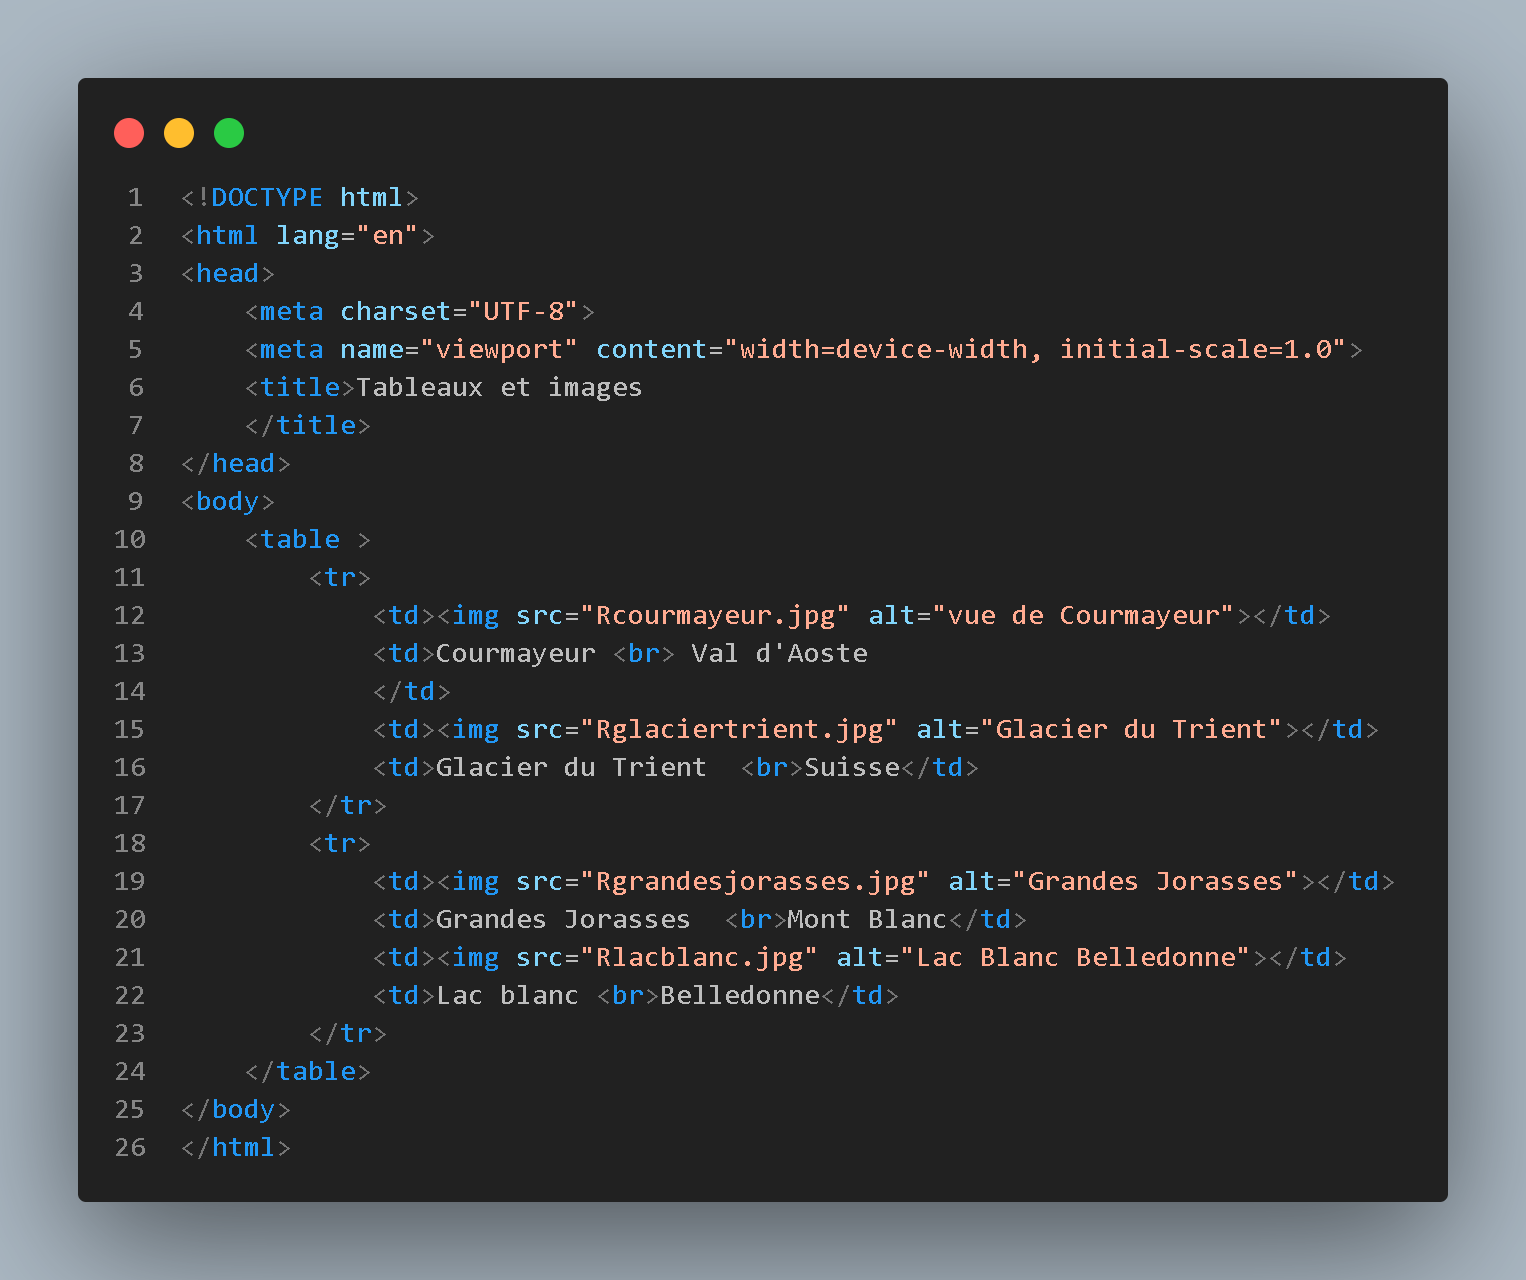 1 <!DOCTYPE html>
2 <html lang="en">
3 <head>
4     <meta charset="UTF-8">
5     <meta name="viewport" content="width=device-width, initial-scale=1.0">
6     <title>Tableaux et images
7     </title>
8 </head>
9 <body>
10     <table >
11         <tr>
12             <td><img src="Rcourmayeur.jpg" alt="vue de Courmayeur"></td>
13             <td>Courmayeur <br> Val d'Aoste
14             </td>
15             <td><img src="Rglaciertrient.jpg" alt="Glacier du Trient"></td>
16             <td>Glacier du Trient  <br>Suisse</td>
17         </tr>
18         <tr>
19             <td><img src="Rgrandesjorasses.jpg" alt="Grandes Jorasses"></td>
20             <td>Grandes Jorasses  <br>Mont Blanc</td>
21             <td><img src="Rlacblanc.jpg" alt="Lac Blanc Belledonne"></td>
22             <td>Lac blanc <br>Belledonne</td>
23         </tr>
24     </table>
25 </body>
26 </html>